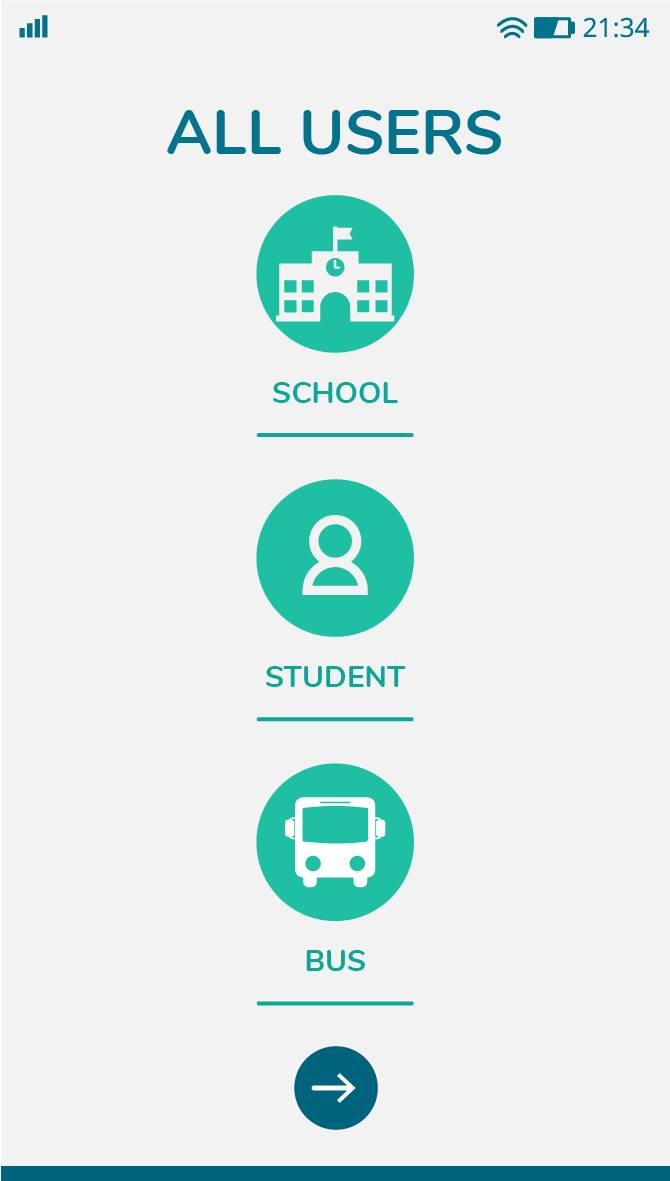 21:34
ALL USERS
SCHOOL
STUDENT
BUS